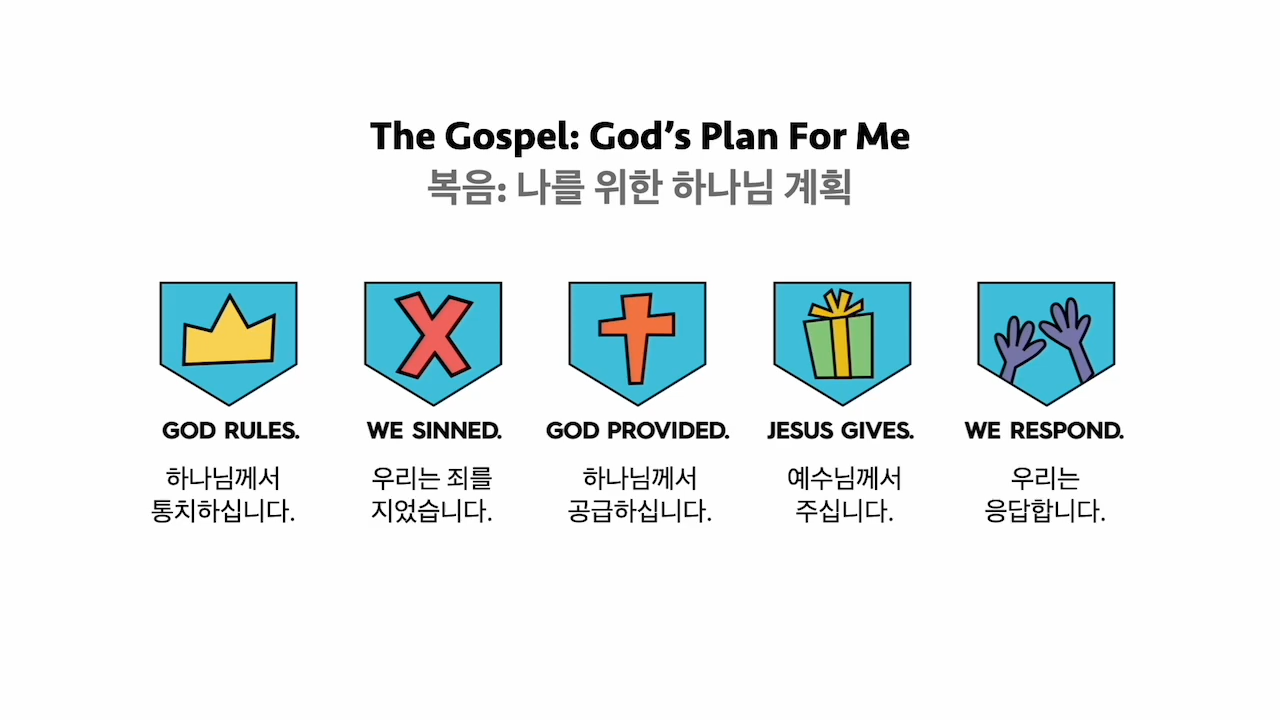 The Gospel: God's Plan For Me
복음: 나를 위한 하나님 계획
GOD RULES.
하나님께서
통치하십니다.
WE SINNED.
우리는 죄를
지었습니다.
GOD PROVIDED.
하나님께서
공급하십니다.
JESUS GIVES.
예수님께서
주십니다.
WE RESPOND.
우리는
응답합니다.